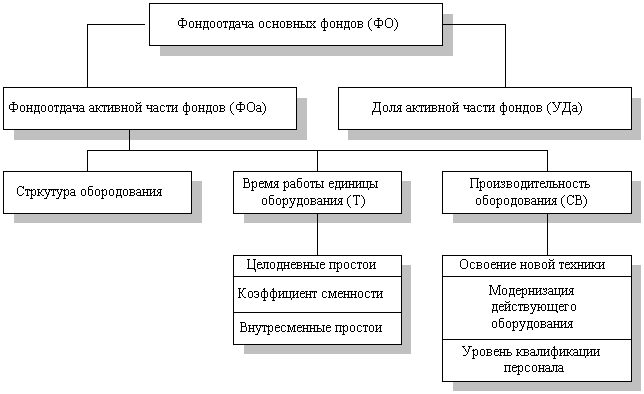 Фондоотдача основных фондов (ФО)
Фондоотдача активной части фондов (ФОа)
Доля активной части фондов (УДа)
Стркутура обородования
Время работы единицы
оборудования (Т)
Производительность
обородования (СВ)
Целодневные простои
Коэффициент сменности
Внутресменные простои
Освоение новой техники
Модернизация
действующего
оборудования
Уровень квалификации
персонала